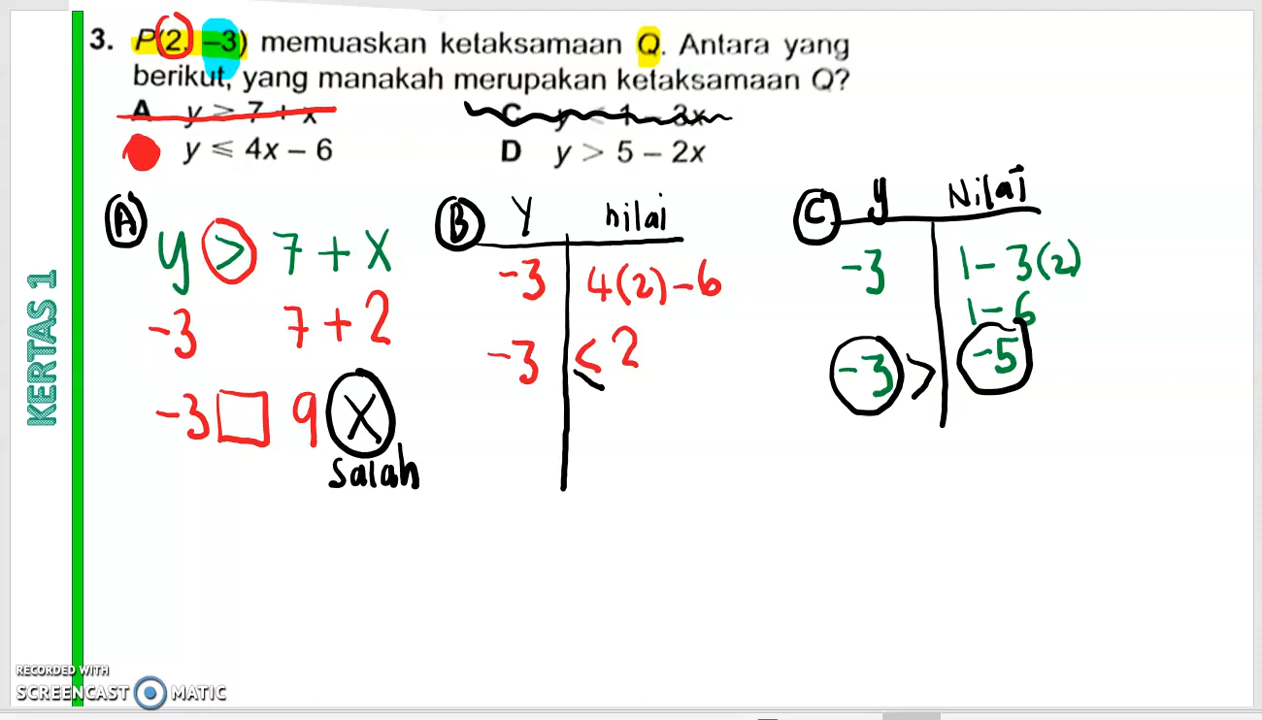 3. P(2, –3) memuaskan ketaksamaan Q. Antara yang
berikut, yang manakah merupakan ketaksamaan Q?
A y ≥ 7 + x
C y < 1 – 3x
y ≤ 4x – 6
D y > 5 – 2x
KERTAS 1
A
y > 7 + x
-3 7 + 2
-3 □ 9 X
Salah
B y nilai
-3 4(2) - 6
-3 ≤ 2
C y Nilai
-3 1 - 3(2)
1 - 6
-3 > -5
RECORDED WITH
SCREENCAST MATIC